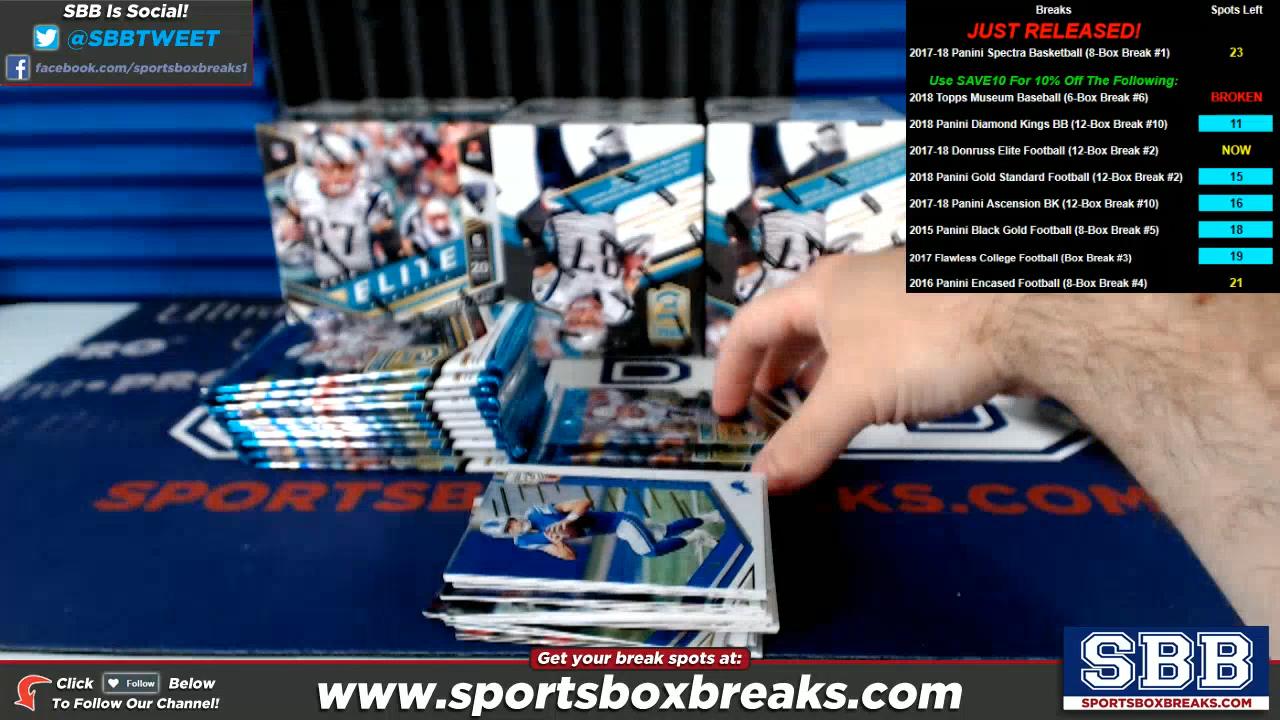 SBB Is Social!
@SBBTWEET
facebook.com/sportsboxbreaks1
Breaks Spots Left
JUST RELEASED!
2017-18 Panini Spectra Basketball (8-Box Break #1) 23
Use SAVE10 For 10% Off The Following:
2018 Topps Museum Baseball (6-Box Break #6) BROKEN
2018 Panini Diamond Kings BB (12-Box Break #10) 11
2017-18 Donruss Elite Football (12-Box Break #2) NOW
2018 Panini Gold Standard Football (12-Box Break #2) 15
2017-18 Panini Ascension BK (12-Box Break #10) 16
2015 Panini Black Gold Football (8-Box Break #5) 18
2017 Flawless College Football (Box Break #3) 19
2016 Panini Encased Football (8-Box Break #4) 21
87
ELITE
20
87
PRO
SPORTSB KS.COM
Get your break spots at:
www.sportsboxbreaks.com
Click Follow Below
To Follow Our Channel!
SBB
SPORTSBOXBREAKS.COM